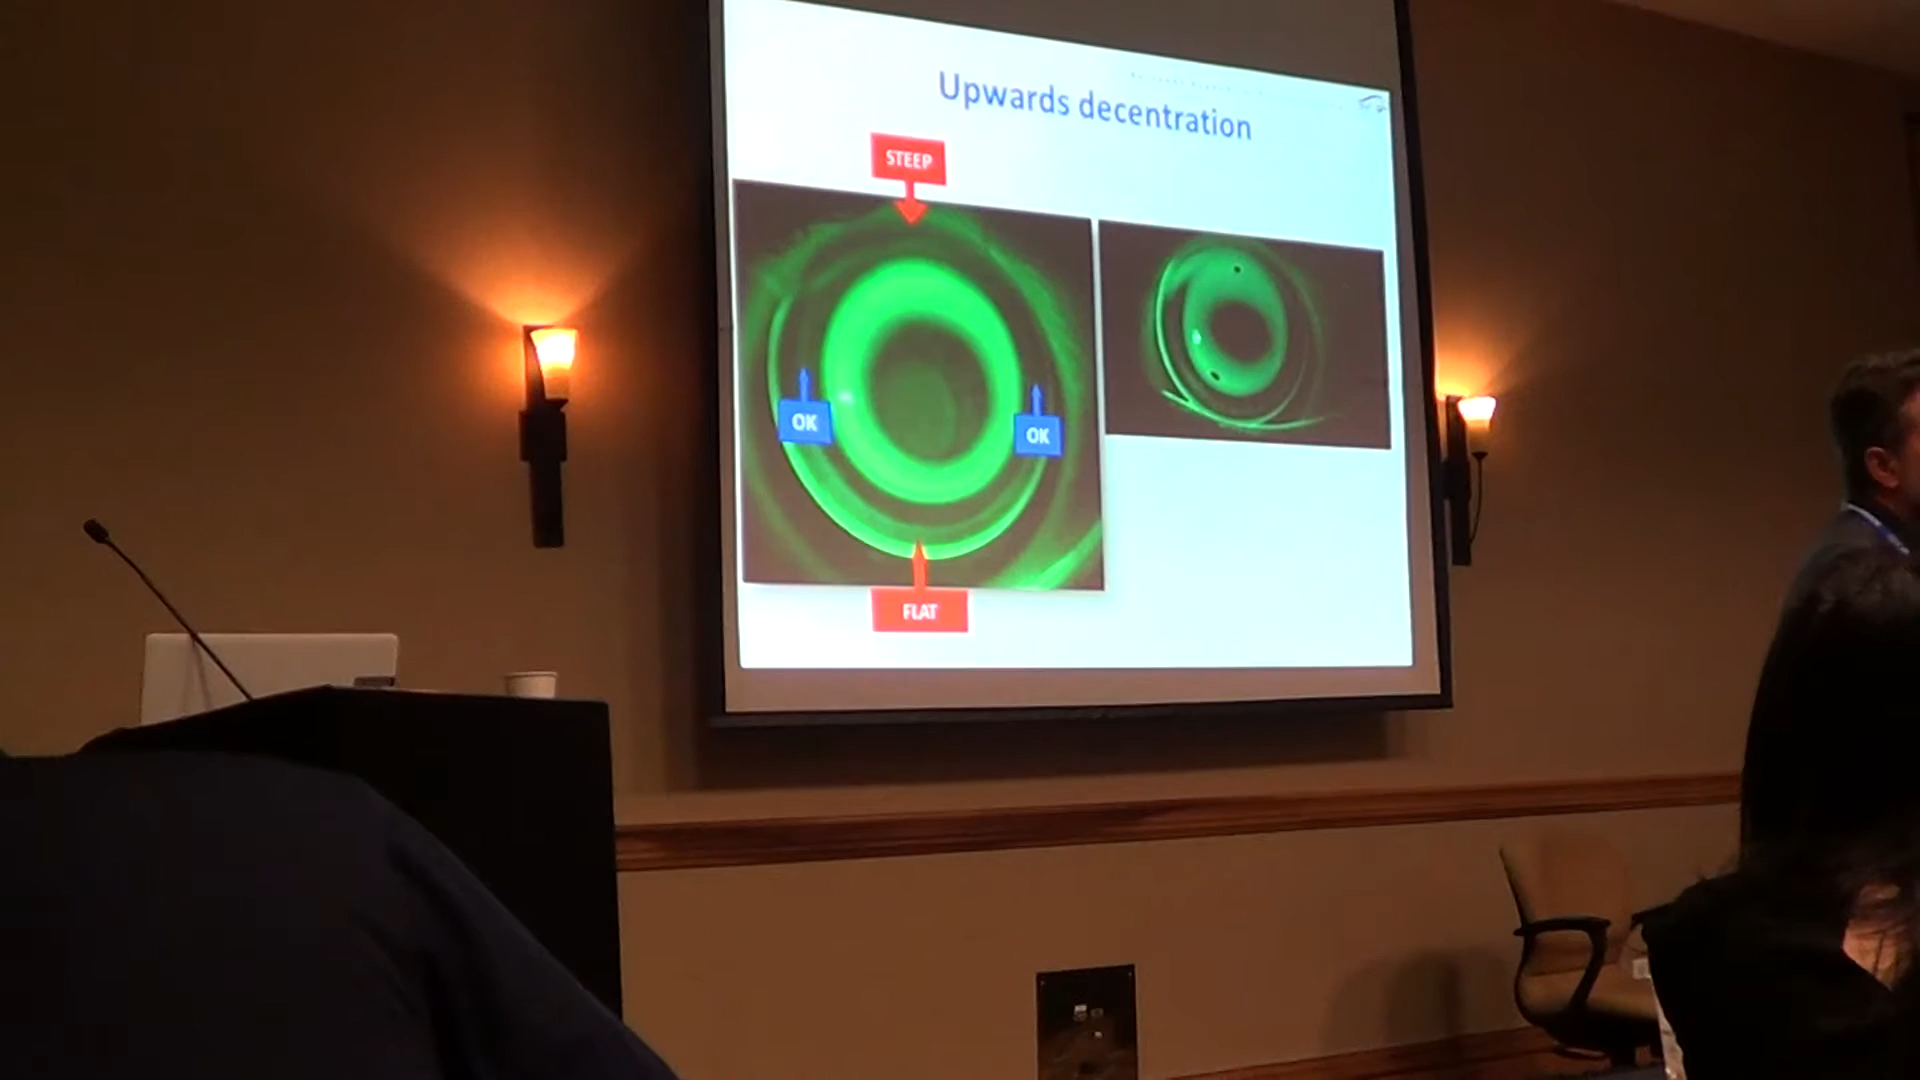 Upwards decentration
STEEP
OK
OK
FLAT